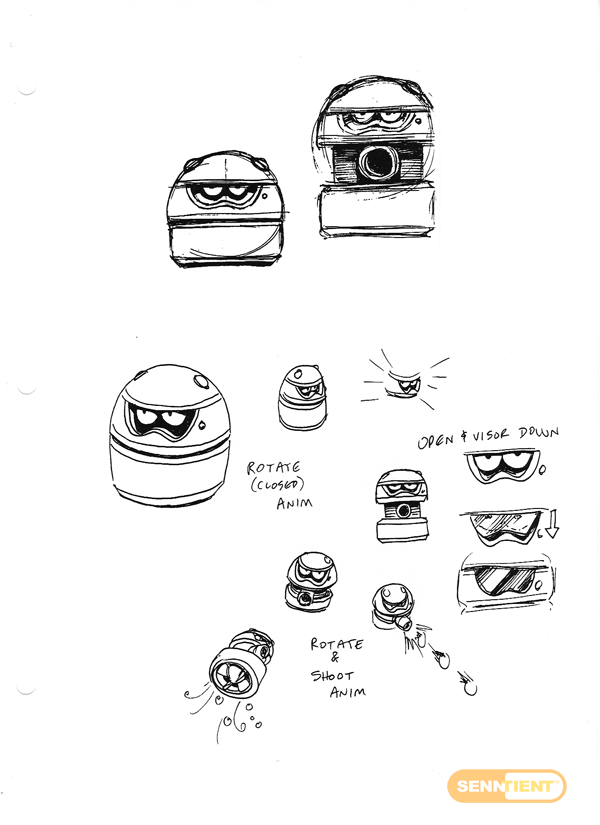 OPEN & VISOR DOWN
ROTATE
(CLOSED)
ANIM
ROTATE
&
SHOOT
ANIM
SENNTIENT